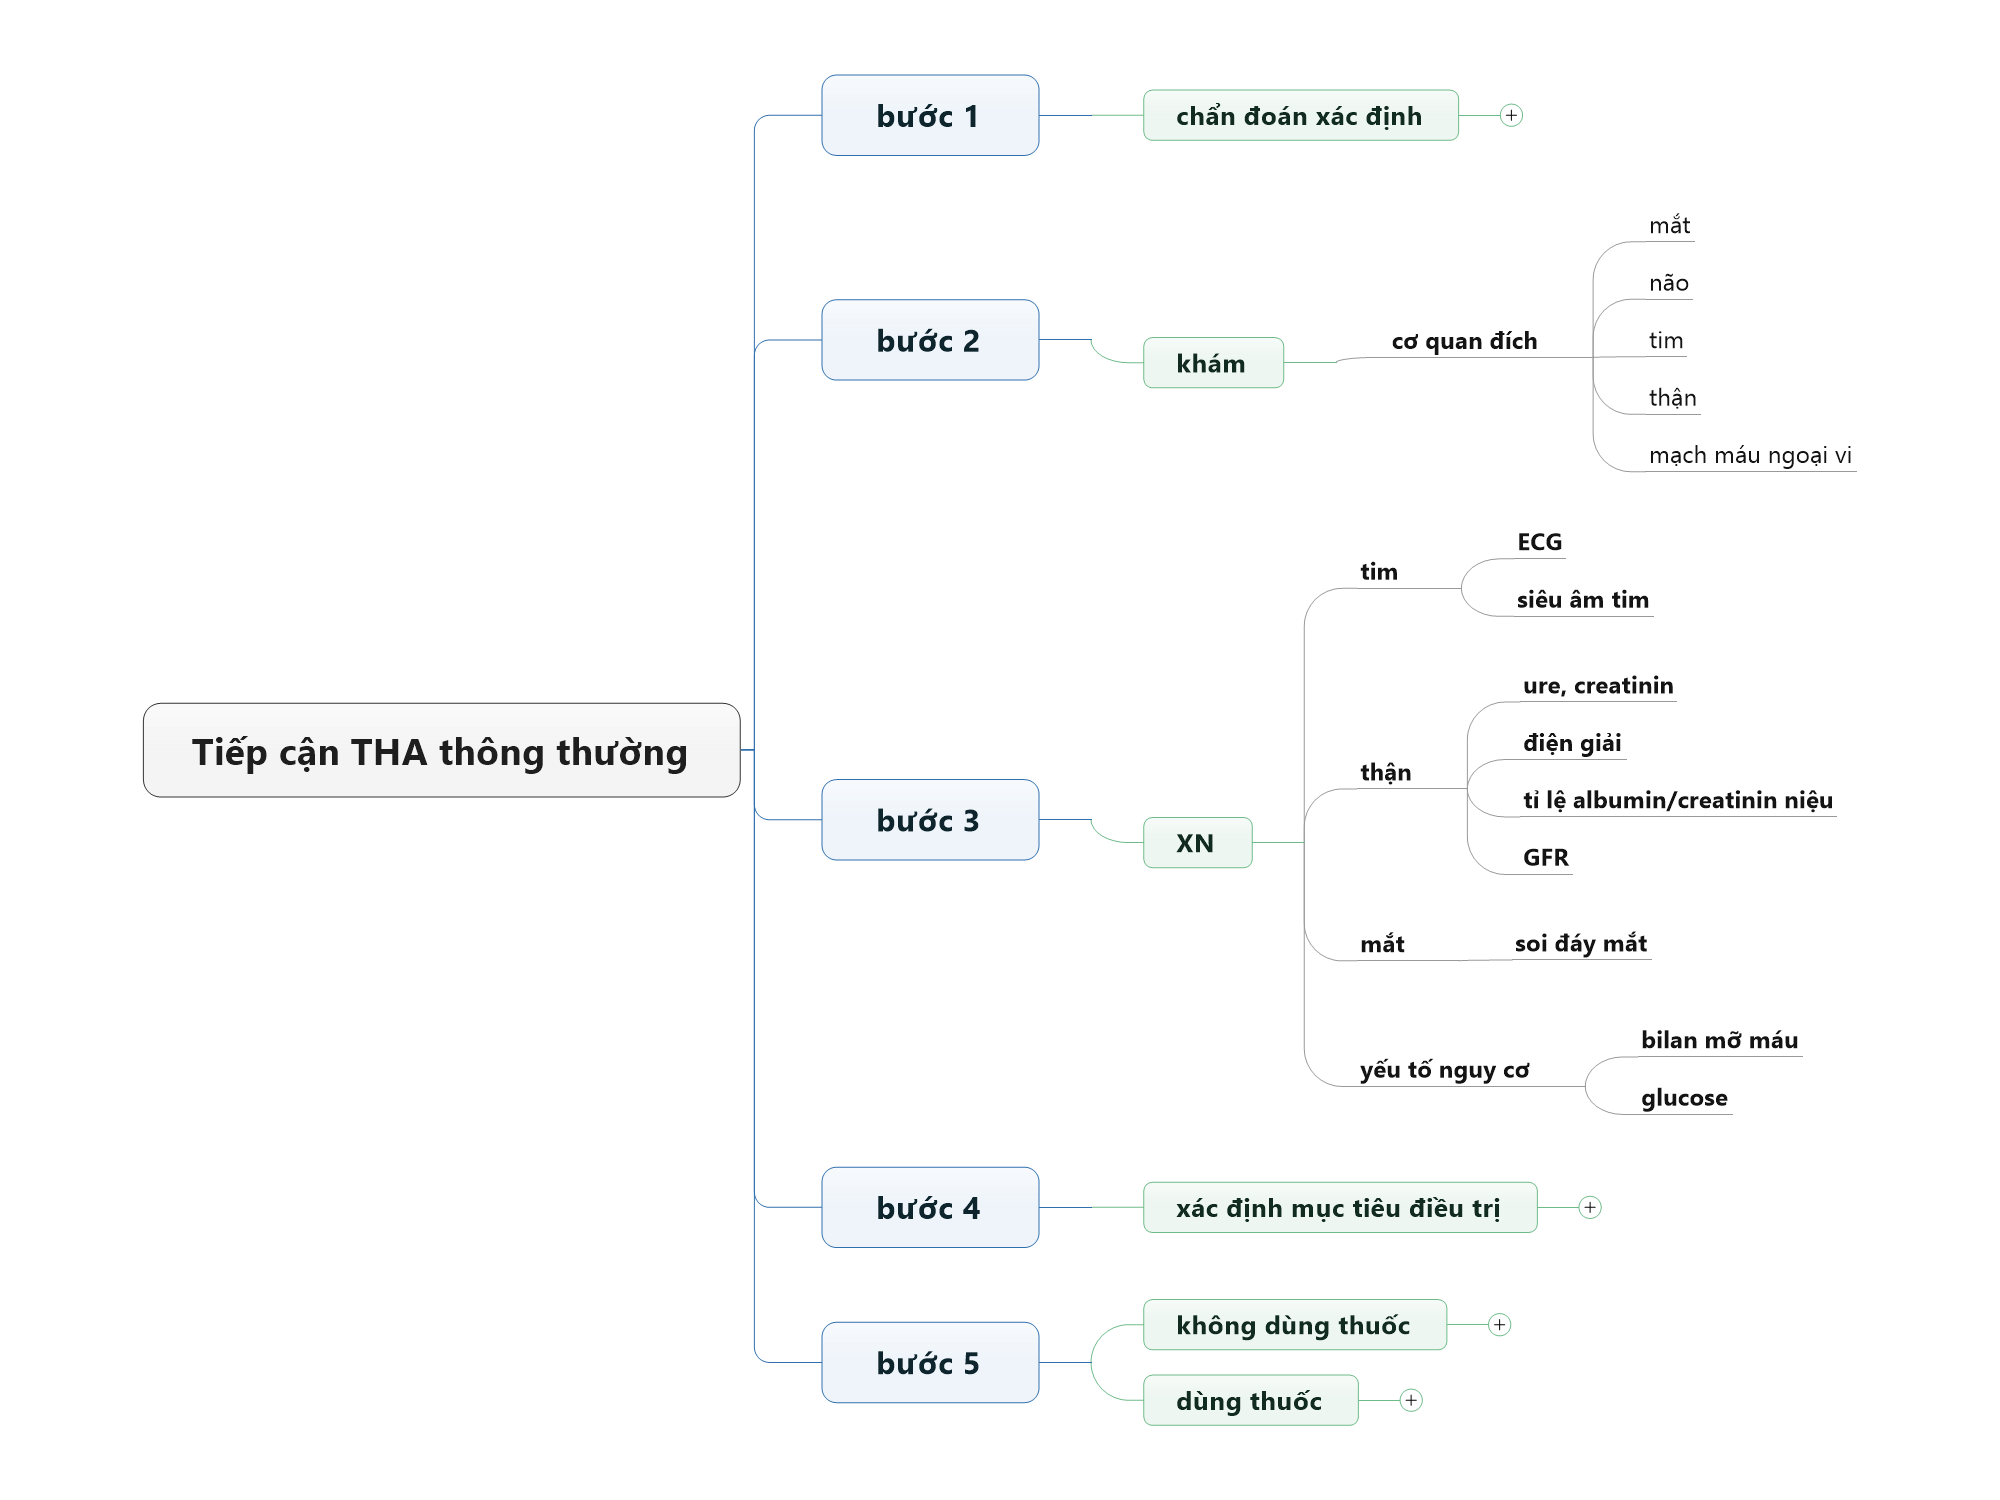 Tiếp cận THA thông thường
bước 1
chẩn đoán xác định
bước 2
khám
cơ quan đích
mắt
não
tim
thận
mạch máu ngoại vi
bước 3
XN
tim
ECG
siêu âm tim
thận
ure, creatinin
điện giải
tỉ lệ albumin/creatinin niệu
GFR
mắt
soi đáy mắt
yếu tố nguy cơ
bilan mỡ máu
glucose
bước 4
xác định mục tiêu điều trị
bước 5
không dùng thuốc
dùng thuốc